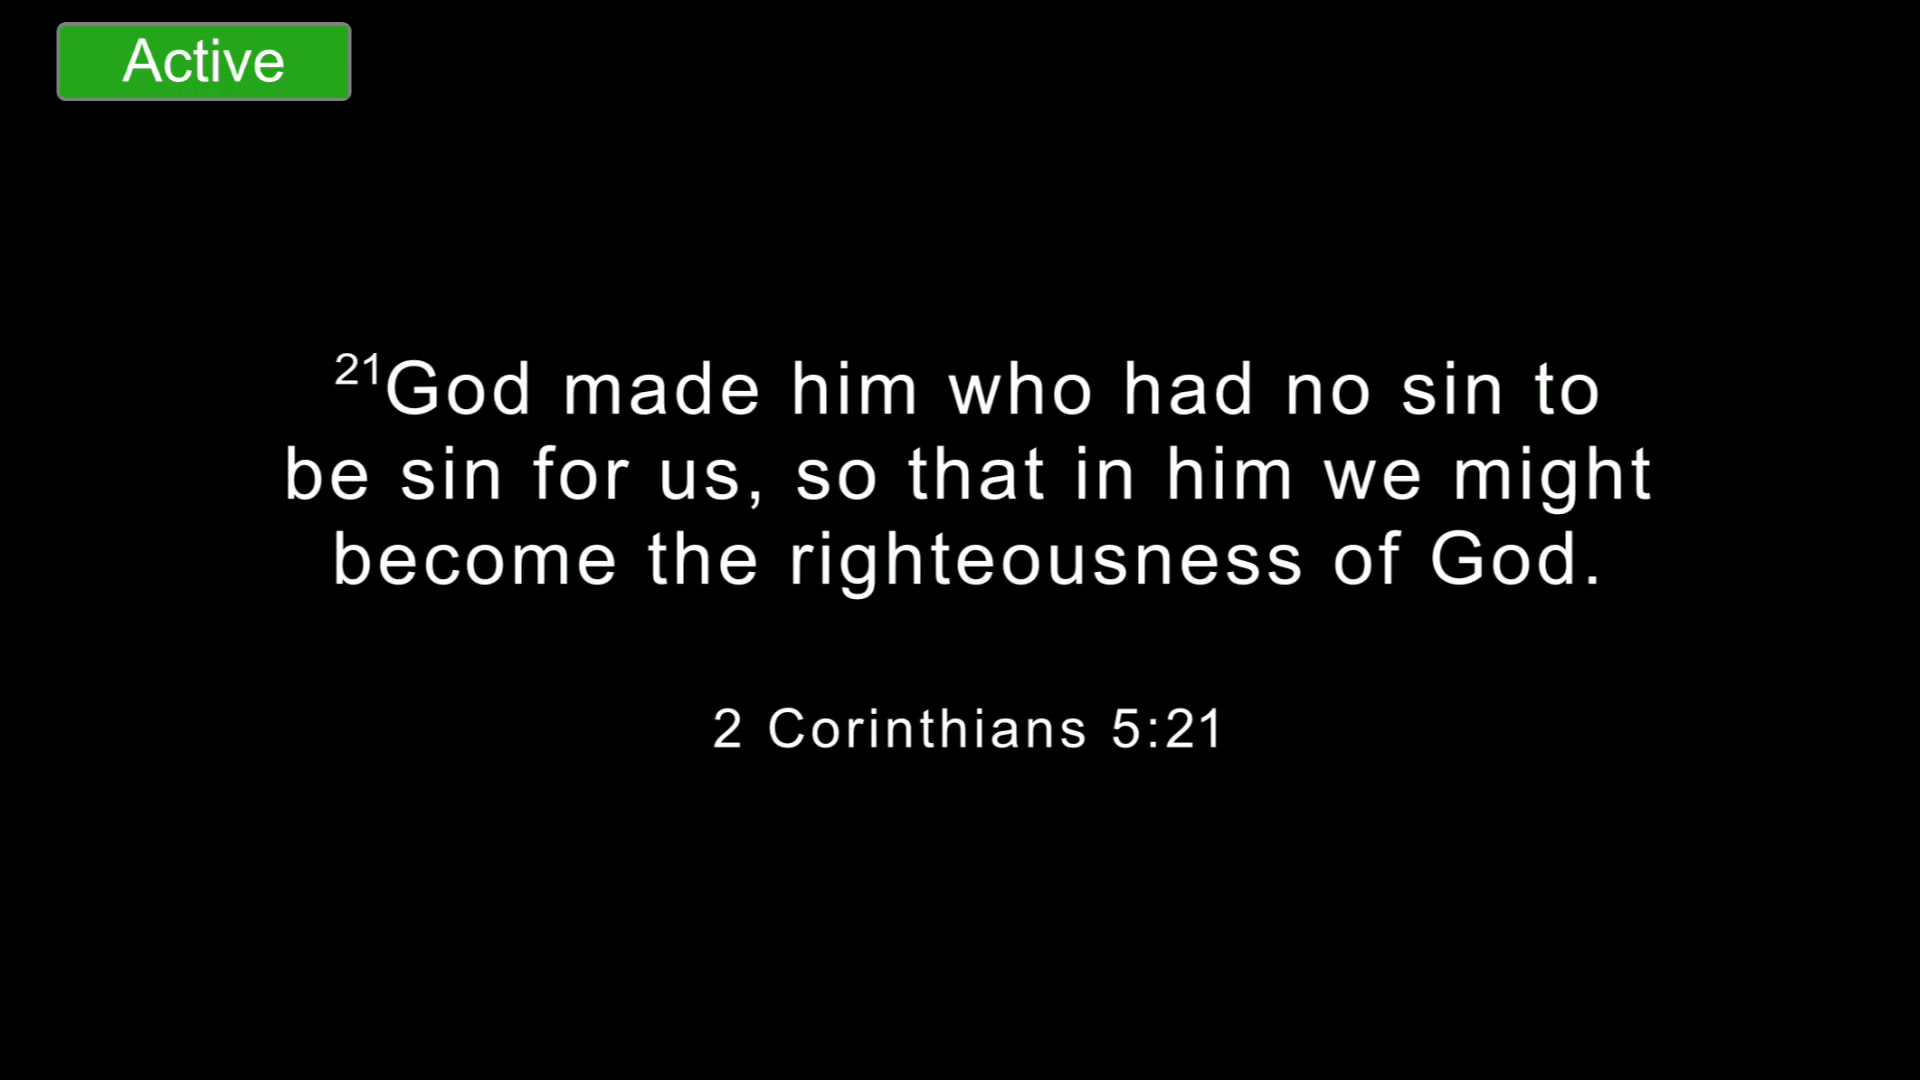 Active
21God made him who had no sin to
be sin for us, so that in him we might
become the righteousness of God.
2 Corinthians 5:21